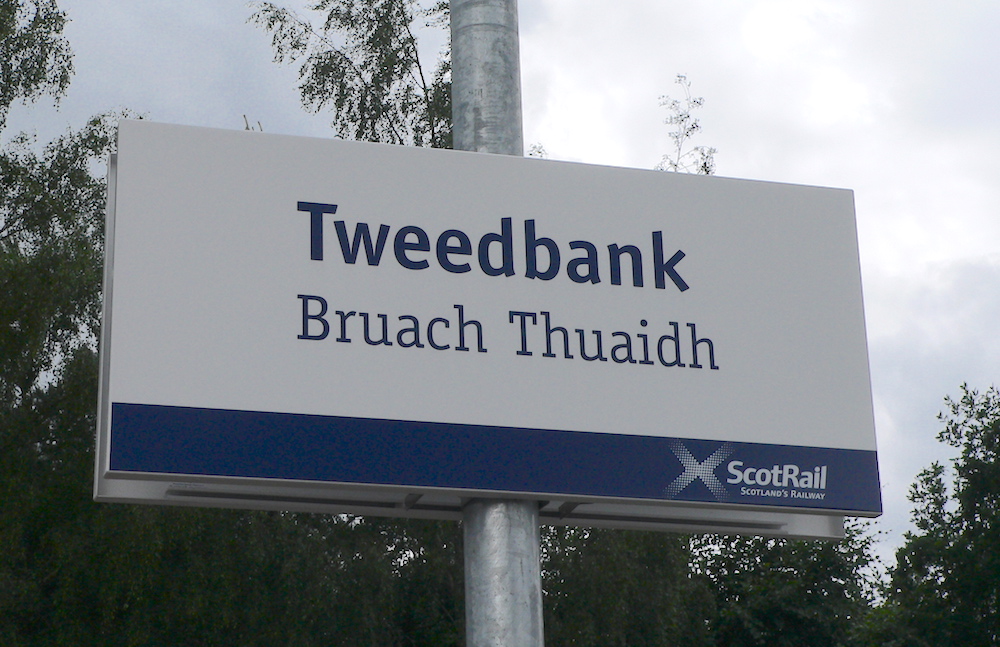 Tweedbank
Bruach Thuaidh
ScotRail
SCOTLAND'S RAILWAY